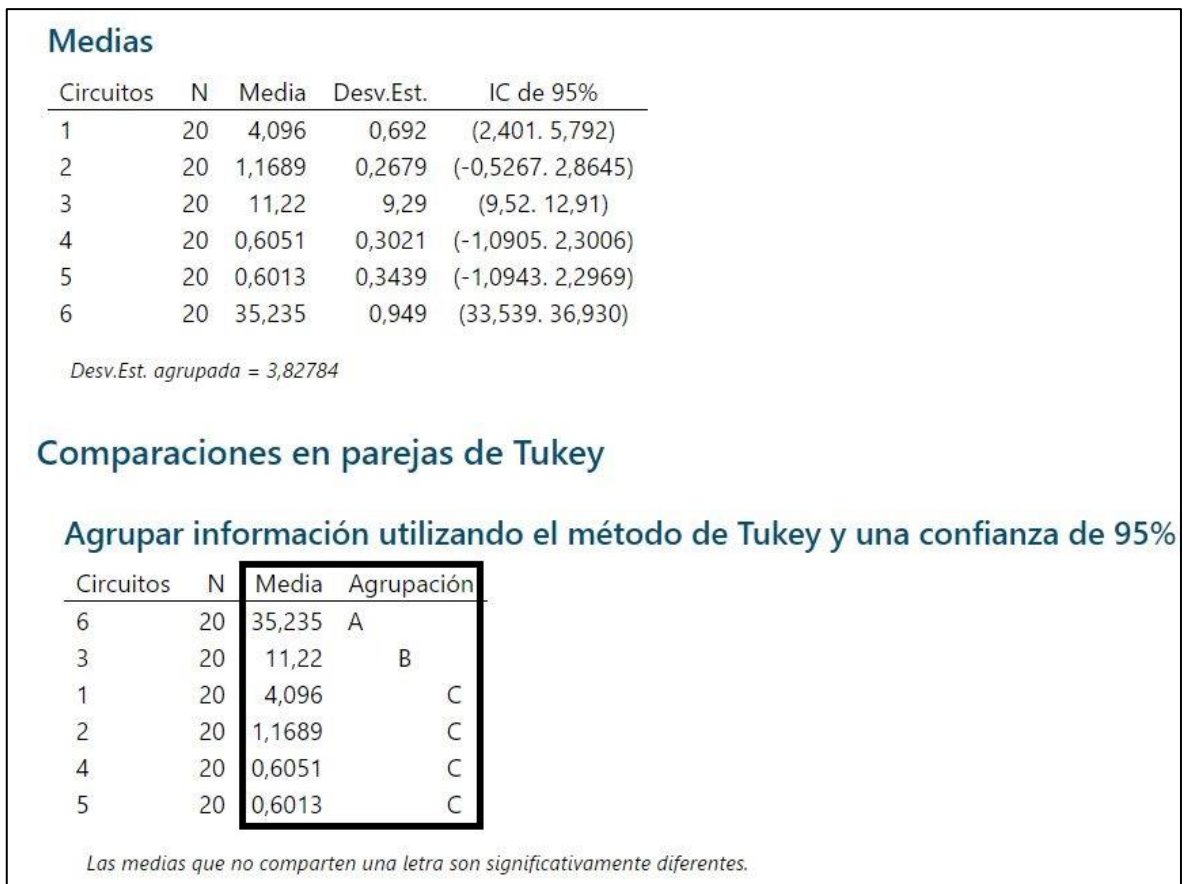 Medias
Circuitos N Media Desv.Est. IC de 95%
1 20 4,096 0,692 (2,401. 5,792)
2 20 1,1689 0,2679 (-0,5267. 2,8645)
3 20 11,22 9,29 (9,52. 12,91)
4 20 0,6051 0,3021 (-1,0905. 2,3006)
5 20 0,6013 0,3439 (-1,0943. 2,2969)
6 20 35,235 0,949 (33,539. 36,930)
Desv.Est. agrupada = 3,82784
Comparaciones en parejas de Tukey
Agrupar información utilizando el método de Tukey y una confianza de 95%
Circuitos N Media Agrupación
6 20 35,235 A
3 20 11,22 B
1 20 4,096 C
2 20 1,1689 C
4 20 0,6051 C
5 20 0,6013 C
Las medias que no comparten una letra son significativamente diferentes.